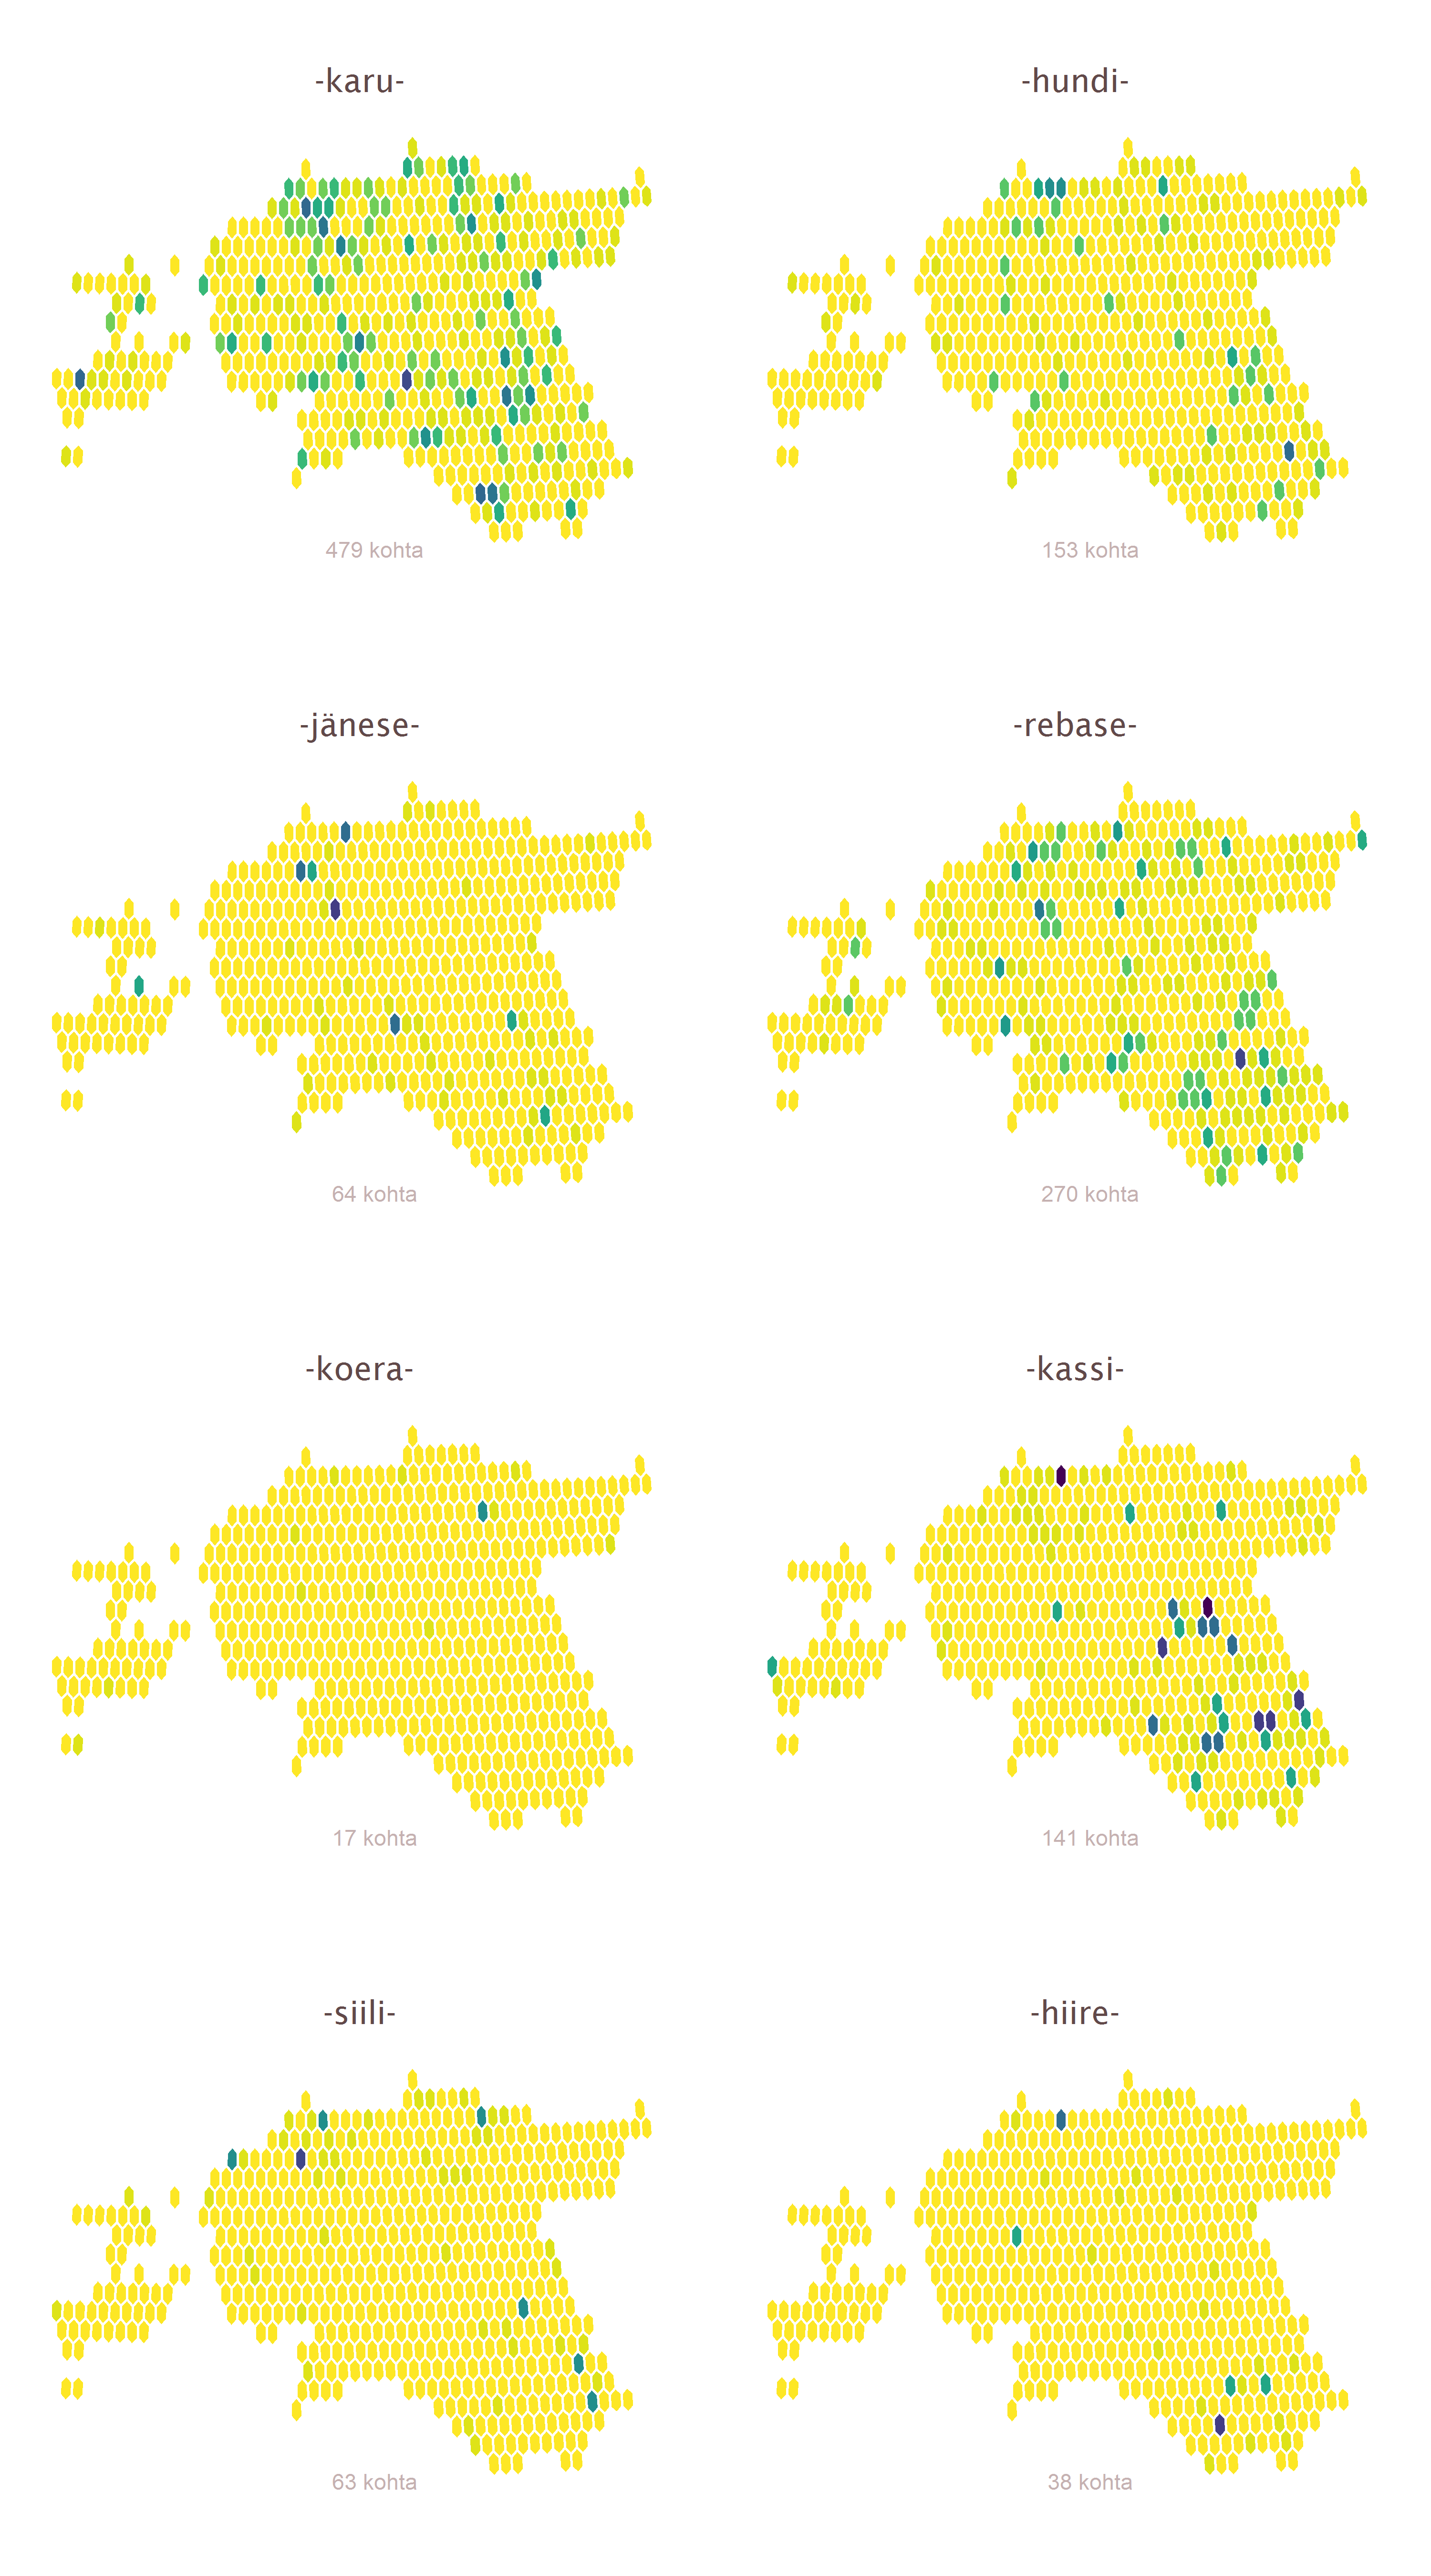 -karu-
-hundi-
479 kohta
153 kohta
-jänese-
-rebase-
64 kohta
270 kohta
-koera-
-kassi-
17 kohta
141 kohta
-siili-
-hiire-
63 kohta
38 kohta